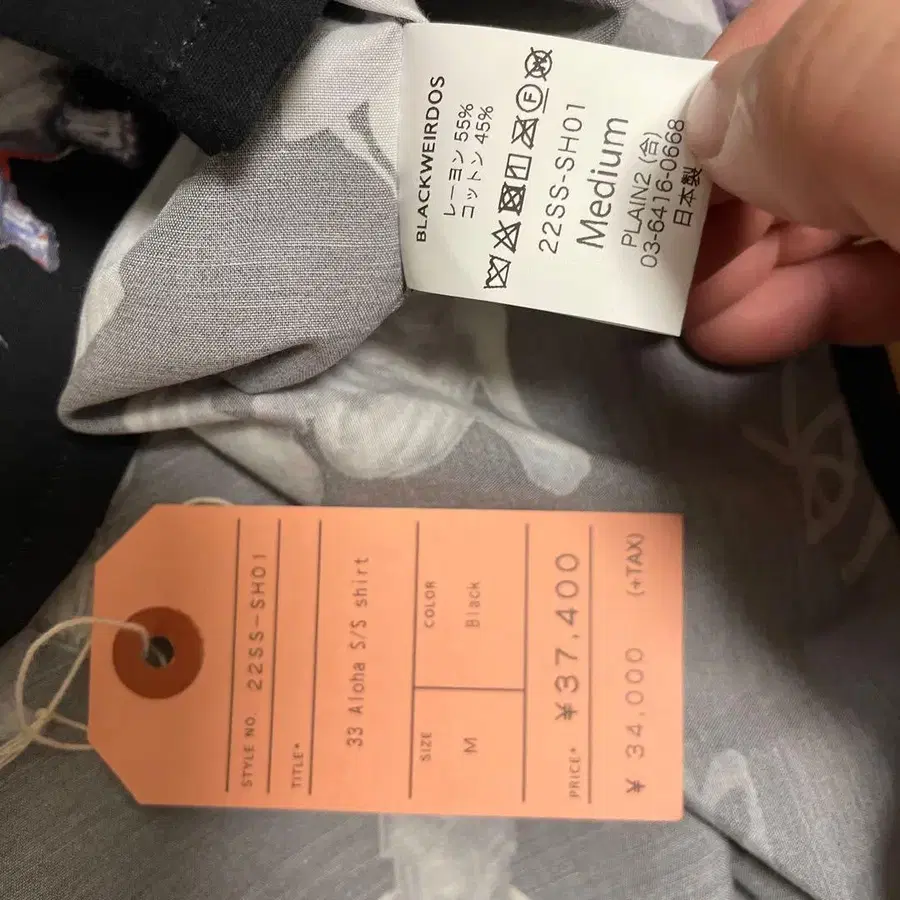 BLACKWEIRDOS
レーヨン 55%
コットン 45%
F
W
22SS-SH01
Medium
PLAIN2 (合)
03-6416-0668
日本製
STYLE NO. 22SS-SH01
TITLE*
33 Aloha S/S shirt
SIZE
M
COLOR
Black
PRICE* ¥37.400
¥ 34,000 (+TAX)